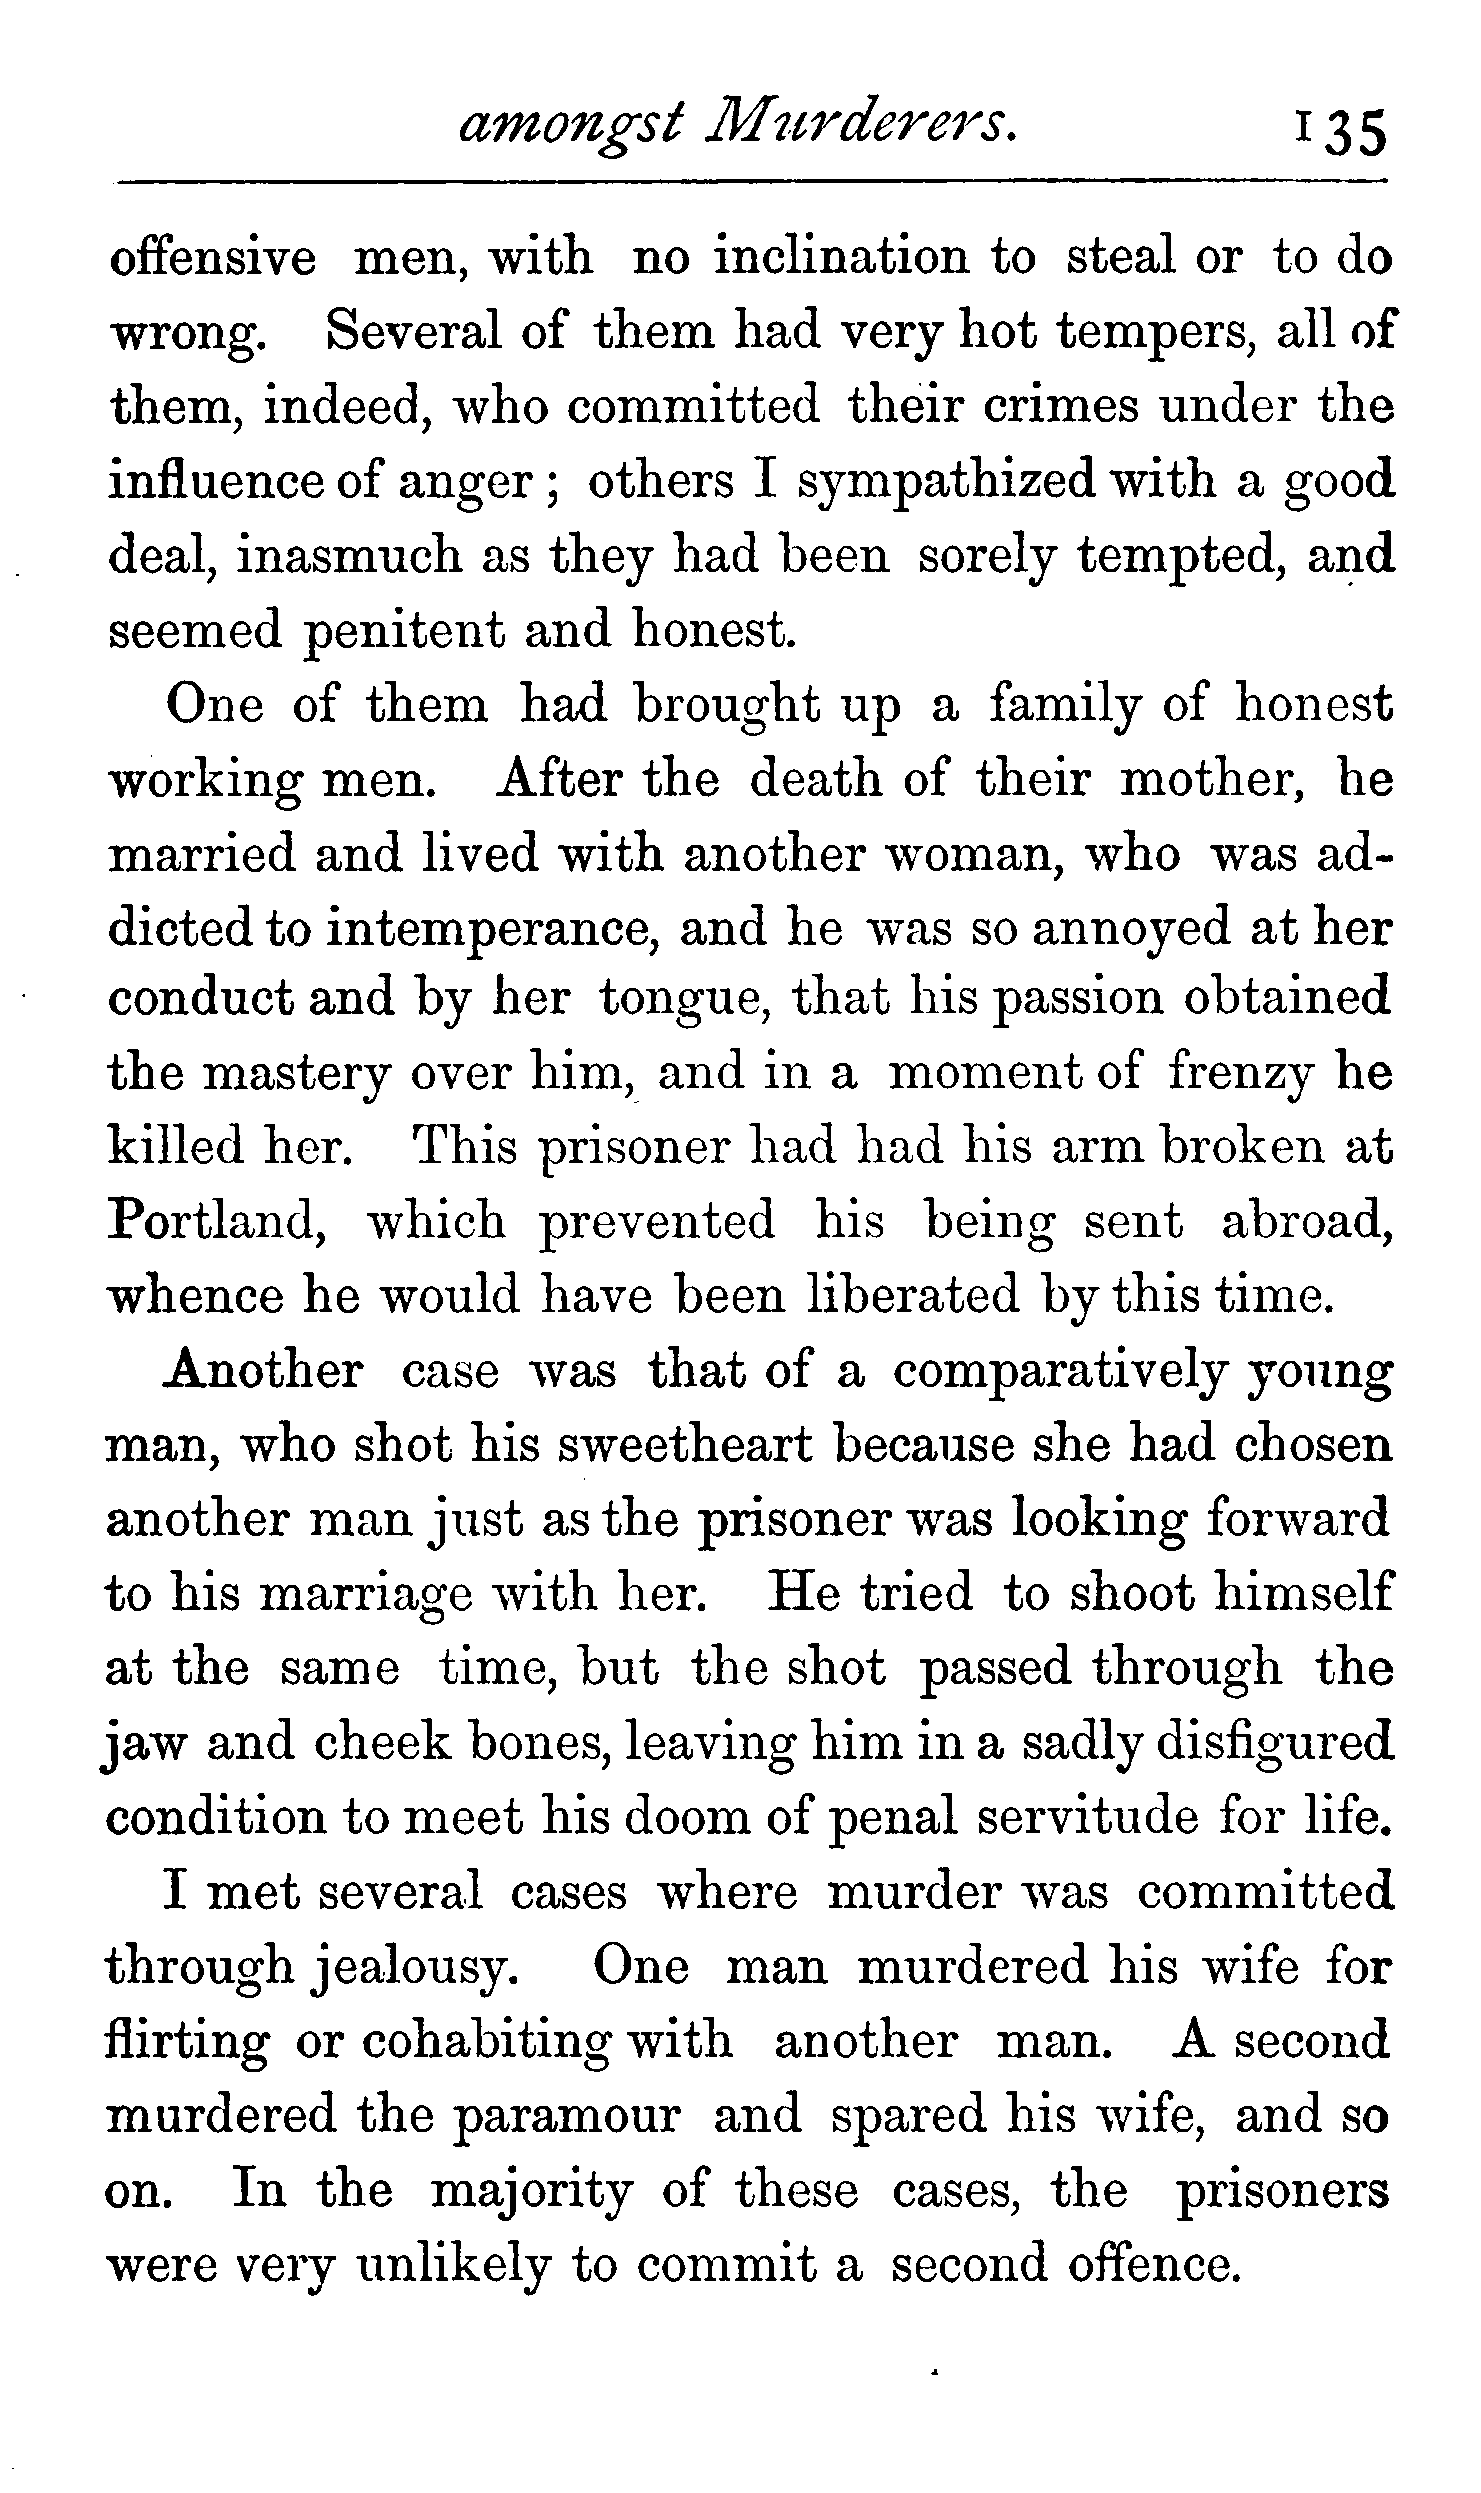 amongst Murderers. 135
offensive men, with no inclination to steal or to do
wrong. Several of them had very hot tempers, all of
them, indeed, who committed their crimes under the
influence of anger; others I sympathized with a good
deal, inasmuch as they had been sorely tempted, and
seemed penitent and honest.
One of them had brought up a family of honest
working men. After the death of their mother, he
married and lived with another woman, who was ad-
dicted to intemperance, and he was so annoyed at her
conduct and by her tongue, that his passion obtained
the mastery over him, and in a moment of frenzy he
killed her. This prisoner had had his arm broken at
Portland, which prevented his being sent abroad,
whence he would have been liberated by this time.
Another case was that of a comparatively young
man, who shot his sweetheart because she had chosen
another man just as the prisoner was looking forward
to his marriage with her. He tried to shoot himself
at the same time, but the shot passed through the
jaw and cheek bones, leaving him in a sadly disfigured
condition to meet his doom of penal servitude for life.
I met several cases where murder was committed
through jealousy. One man murdered his wife for
flirting or cohabiting with another man. A second
murdered the paramour and spared his wife, and so
on. In the majority of these cases, the prisoners
were very unlikely to commit a second offence.